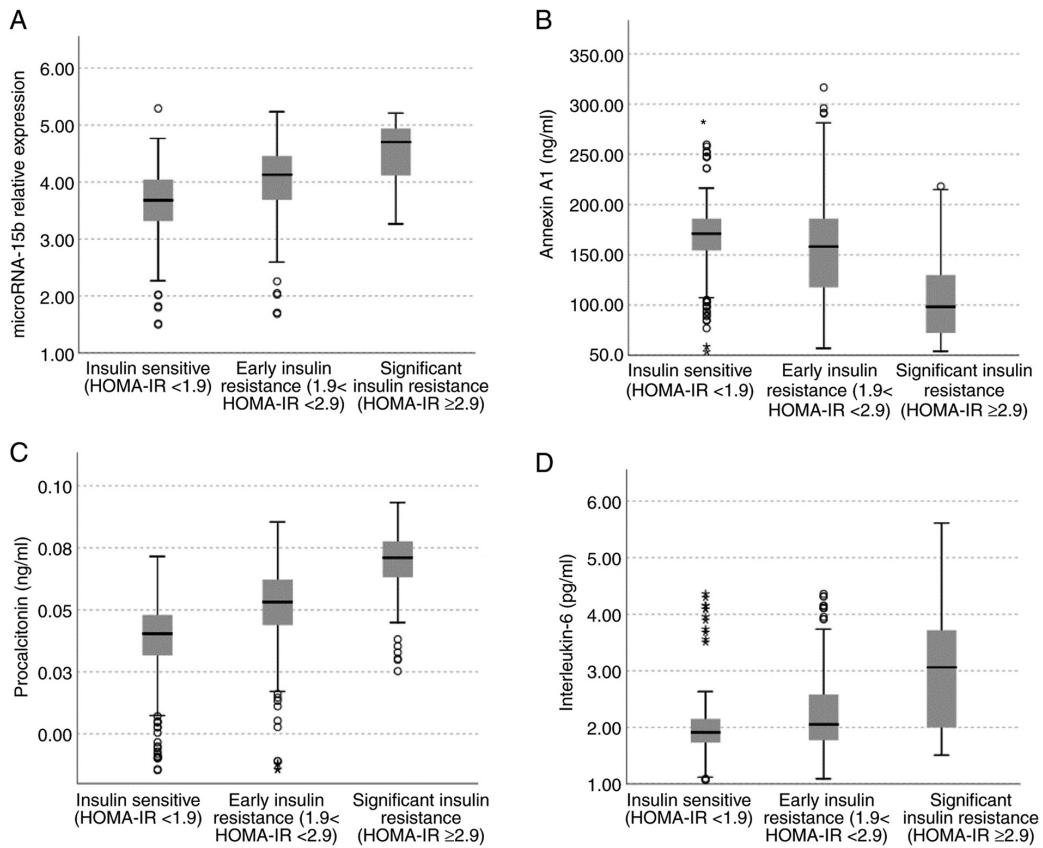 A
microRNA-15b relative expression
6.00
5.00
4.00
3.00
2.00
1.00
Insulin sensitive
(HOMA-IR <1.9)
Early insulin
resistance (1.9<
HOMA-IR <2.9)
Significant
insulin resistance
(HOMA-IR ≥2.9)
B
Annexin A1 (ng/ml)
350.00
300.00
250.00
200.00
150.00
100.00
50.0
Insulin sensitive
(HOMA-IR <1.9)
Early insulin
resistance (1.9<
HOMA-IR <2.9)
Significant insulin
resistance
(HOMA-IR ≥2.9)
C
Procalcitonin (ng/ml)
0.10
0.08
0.05
0.03
0.00
Insulin sensitive
(HOMA-IR <1.9)
Early insulin
resistance (1.9<
HOMA-IR <2.9)
Significant insulin
resistance
(HOMA-IR ≥2.9)
D
Interleukin-6 (pg/ml)
6.00
5.00
4.00
3.00
2.00
1.00
Insulin sensitive
(HOMA-IR <1.9)
Early insulin
resistance (1.9<
HOMA-IR <2.9)
Significant
insulin resistance
(HOMA-IR ≥2.9)